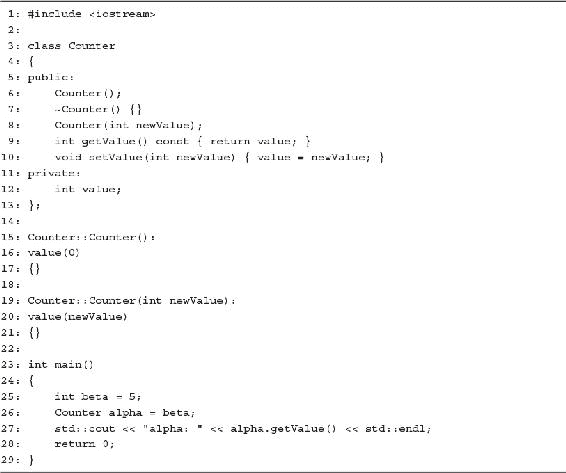 1: #include <iostream>
2:
3: class Counter
4: {
5: public:
6:     Counter();
7:     ~Counter() {}
8:     Counter(int newValue);
9:     int getValue() const { return value; }
10:     void setValue(int newValue) { value = newValue; }
11: private:
12:     int value;
13: };
14:
15: Counter::Counter():
16: value(0)
17: {}
18:
19: Counter::Counter(int newValue):
20: value(newValue)
21: {}
22:
23: int main()
24: {
25:     int beta = 5;
26:     Counter alpha = beta;
27:     std::cout << "alpha: " << alpha.getValue() << std::endl;
28:     return 0;
29: }